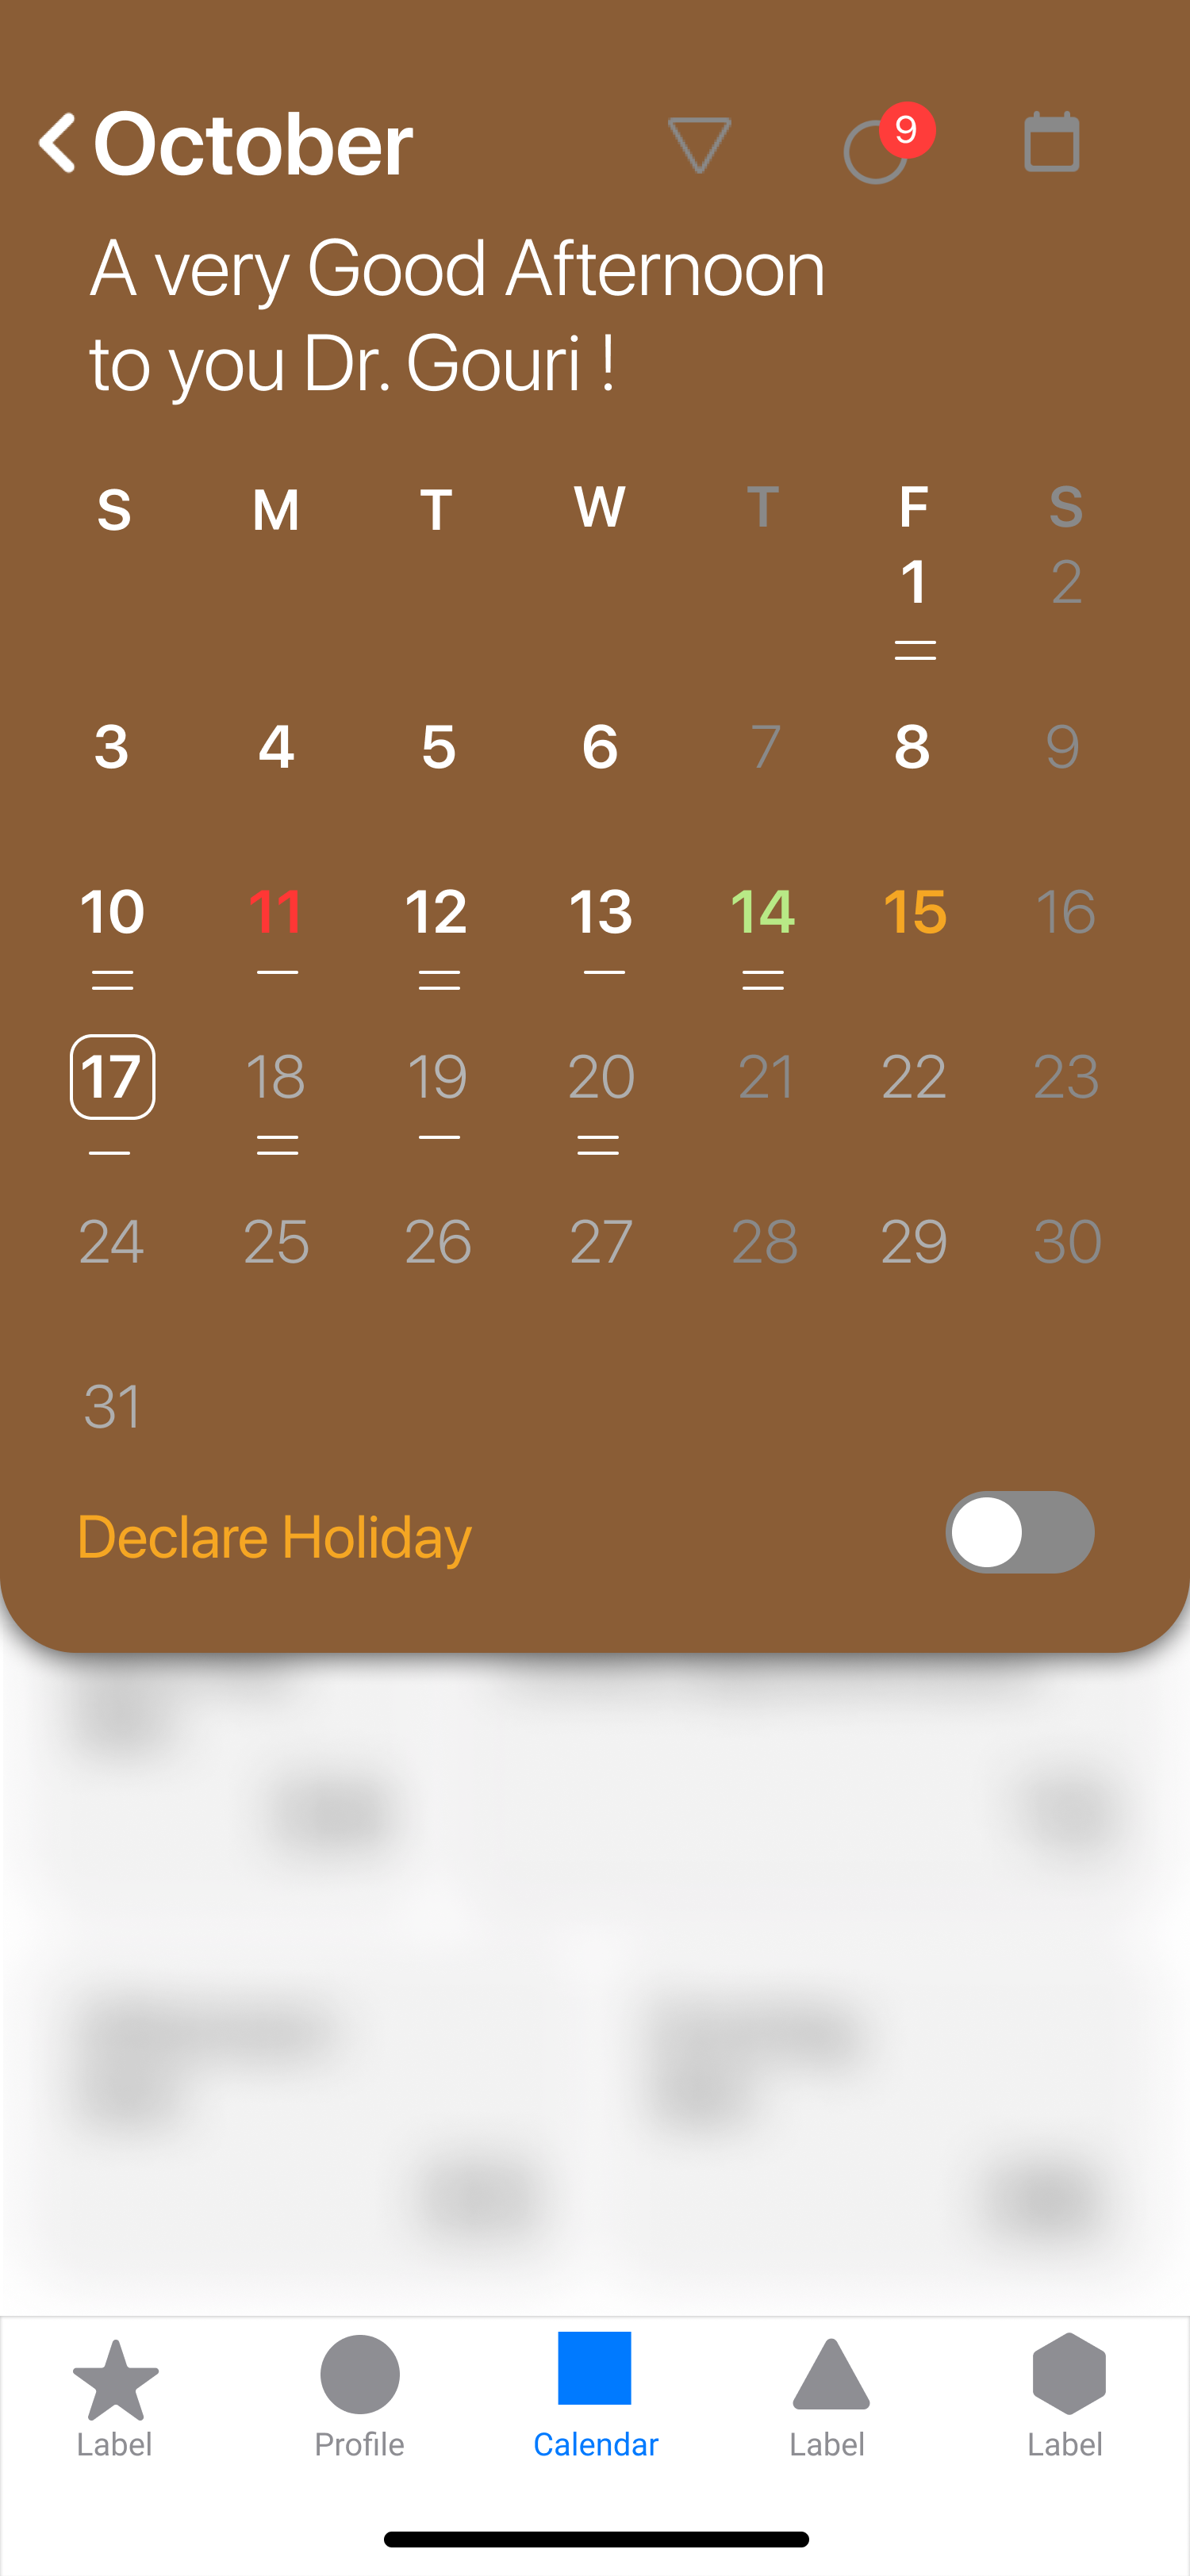 October
9
A very Good Afternoon
to you Dr. Gouri !
S M T W T F S
1 2
3 4 5 6 7 8 9
10 11 12 13 14 15 16
17 18 19 20 21 22 23
24 25 26 27 28 29 30
31
Declare Holiday
Label Profile Calendar Label Label